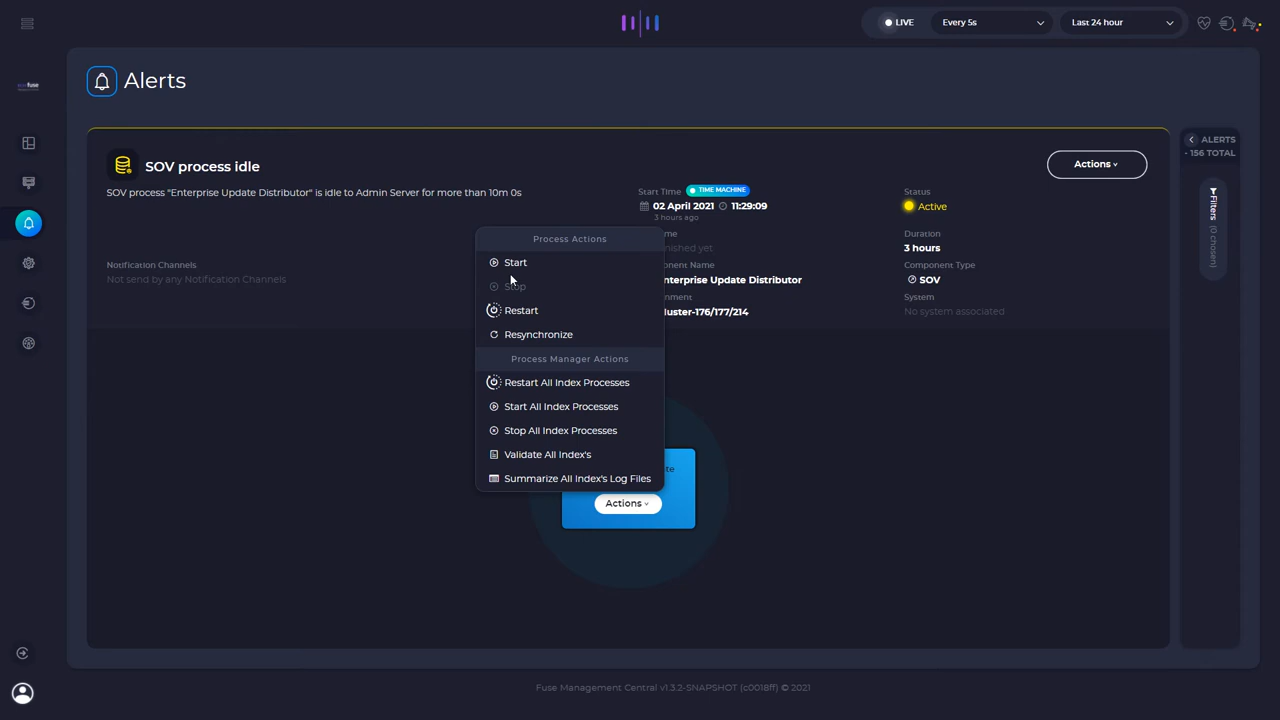 LIVE
Every 5s
Last 24 hour
Alerts
SOV process idle
SOV process "Enterprise Update Distributor" is idle to Admin Server for more than 10m 0s
Actions
Start Time TIME MACHINE
02 April 2021 11:29:09
3 hours ago
Status
Active
Duration
3 hours
Notification Channels
Not send by any Notification Channels
Component Type
SOV
nterprise Update Distributor
System
No system associated
luster-176/177/214
Process Actions
Start
Stop
Restart
Resynchronize
Process Manager Actions
Restart All Index Processes
Start All Index Processes
Stop All Index Processes
Validate All Index's
Summarize All Index's Log Files
Actions
ALERTS
- 156 TOTAL
Filters (0 chosen)
Fuse Management Central v1.3.2-SNAPSHOT (c0018ff) © 2021